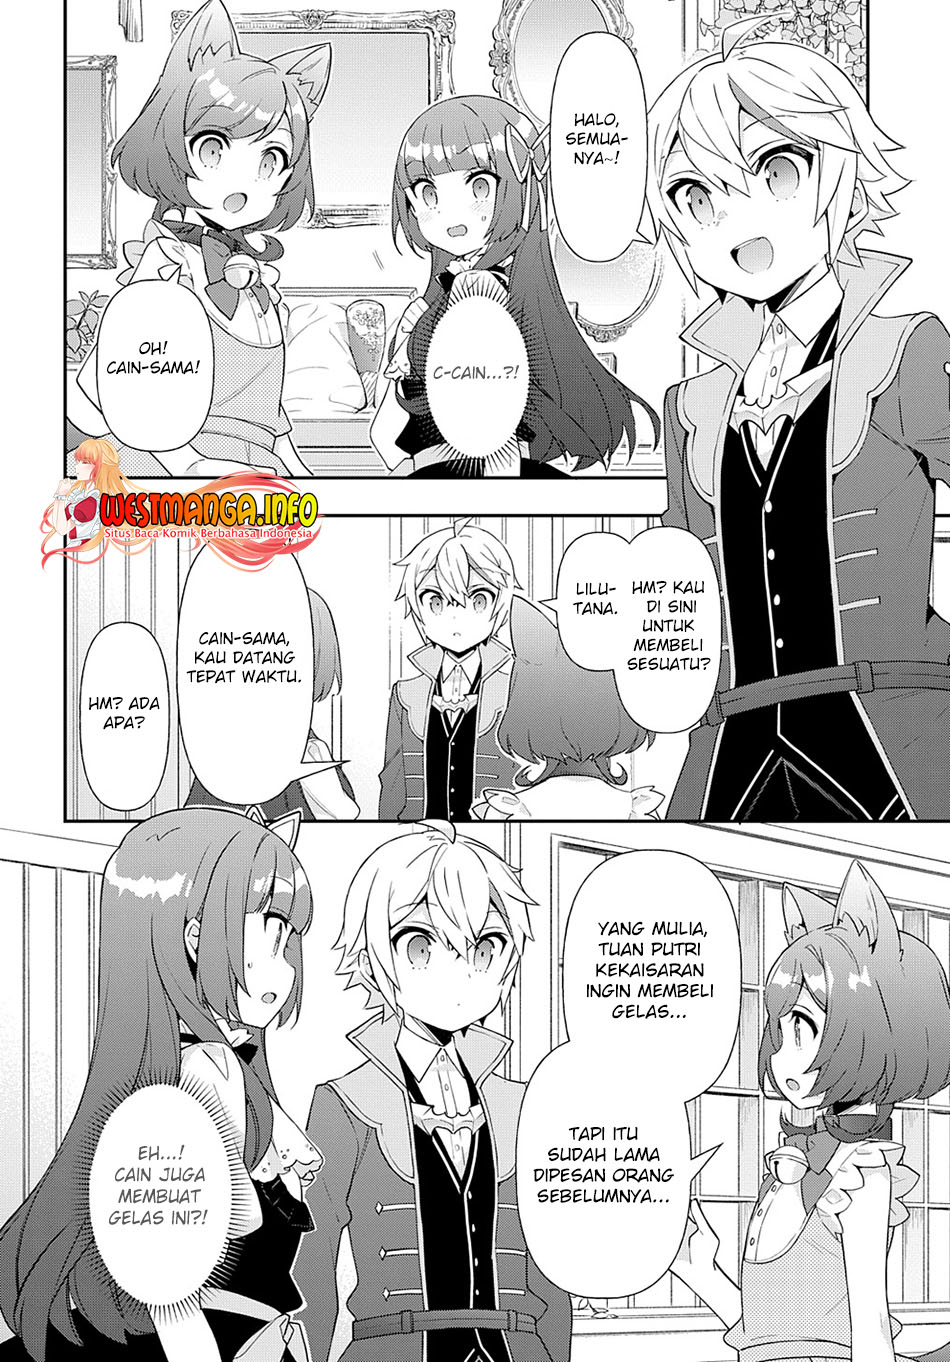 HALO,
SEMUA-
NYA~!
C-CAIN...?!
OH!
CAIN-SAMA!
WESTMANGA.INFO
Situs Baca Komik Berbahasa Indonesia
HM? KAU
DI SINI
UNTUK
MEMBELI
SESUATU?
LILU-
TANA.
CAIN-SAMA,
KAU DATANG
TEPAT WAKTU.
HM? ADA
APA?
YANG MULIA,
TUAN PUTRI
KEKAISARAN
INGIN MEMBELI
GELAS...
TAPI ITU
SUDAH LAMA
DIPESAN ORANG
SEBELUMNYA...
EH...!
CAIN JUGA
MEMBUAT
GELAS INI?!